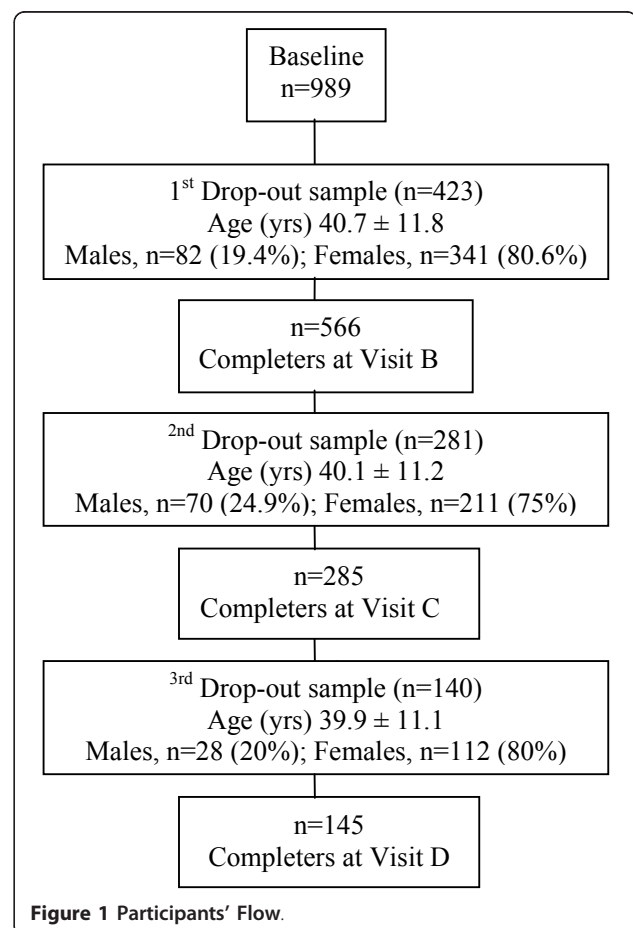 Baseline
n=989
1st Drop-out sample (n=423)
Age (yrs) 40.7 ± 11.8
Males, n=82 (19.4%); Females, n=341 (80.6%)
n=566
Completers at Visit B
2nd Drop-out sample (n=281)
Age (yrs) 40.1 ± 11.2
Males, n=70 (24.9%); Females, n=211 (75%)
n=285
Completers at Visit C
3rd Drop-out sample (n=140)
Age (yrs) 39.9 ± 11.1
Males, n=28 (20%); Females, n=112 (80%)
n=145
Completers at Visit D
Figure 1 Participants' Flow.